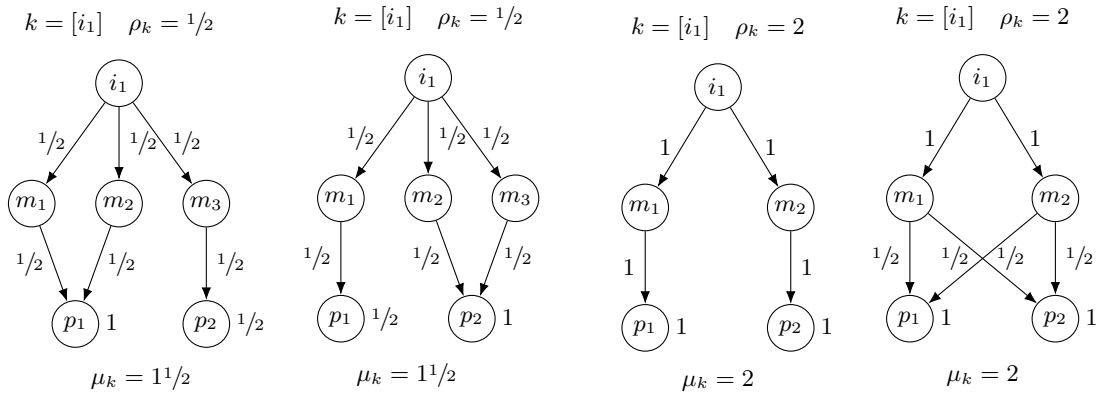 k = [i₁] ρₖ = 1/2
i₁
1/2 1/2 1/2
m₁ m₂ m₃
1/2 1/2 1/2
p₁ 1 p₂ 1/2
μₖ = 1 1/2
k = [i₁] ρₖ = 1/2
i₁
1/2 1/2 1/2
m₁ m₂ m₃
1/2 1/2 1/2
p₁ 1/2 p₂ 1
μₖ = 1 1/2
k = [i₁] ρₖ = 2
i₁
1 1
m₁ m₂
1 1
p₁ 1 p₂ 1
μₖ = 2
k = [i₁] ρₖ = 2
i₁
1 1
m₁ m₂
1/2 1/2 1/2 1/2
p₁ 1 p₂ 1
μₖ = 2